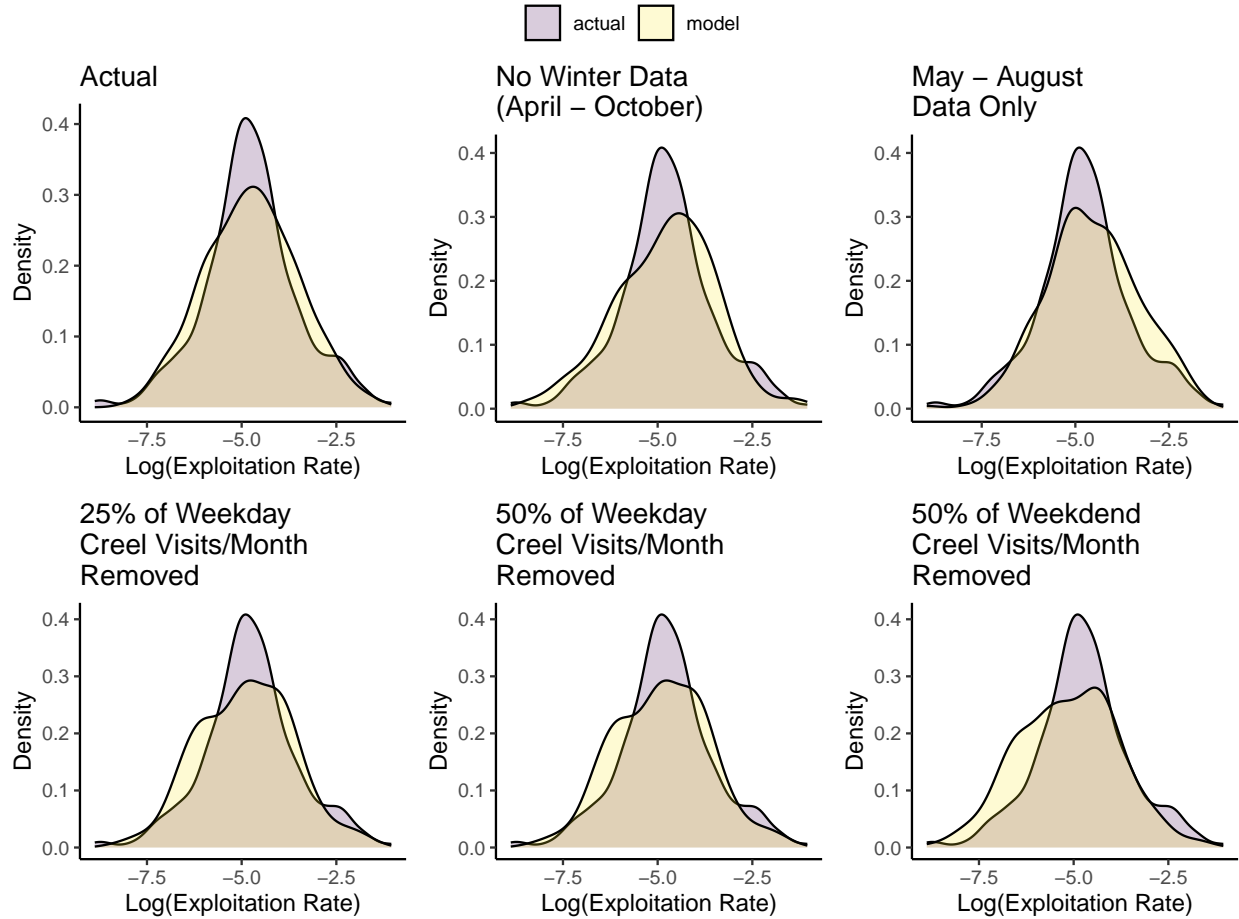 actual model
Actual
No Winter Data
(April − October)
May − August
Data Only
0.4
0.3
0.2
0.1
0.0
Density
−7.5 −5.0 −2.5
Log(Exploitation Rate)
0.4
0.3
0.2
0.1
0.0
Density
−7.5 −5.0 −2.5
Log(Exploitation Rate)
0.4
0.3
0.2
0.1
0.0
Density
−7.5 −5.0 −2.5
Log(Exploitation Rate)
25% of Weekday
Creel Visits/Month
Removed
50% of Weekday
Creel Visits/Month
Removed
50% of Weekdend
Creel Visits/Month
Removed
0.4
0.3
0.2
0.1
0.0
Density
−7.5 −5.0 −2.5
Log(Exploitation Rate)
0.4
0.3
0.2
0.1
0.0
Density
−7.5 −5.0 −2.5
Log(Exploitation Rate)
0.4
0.3
0.2
0.1
0.0
Density
−7.5 −5.0 −2.5
Log(Exploitation Rate)